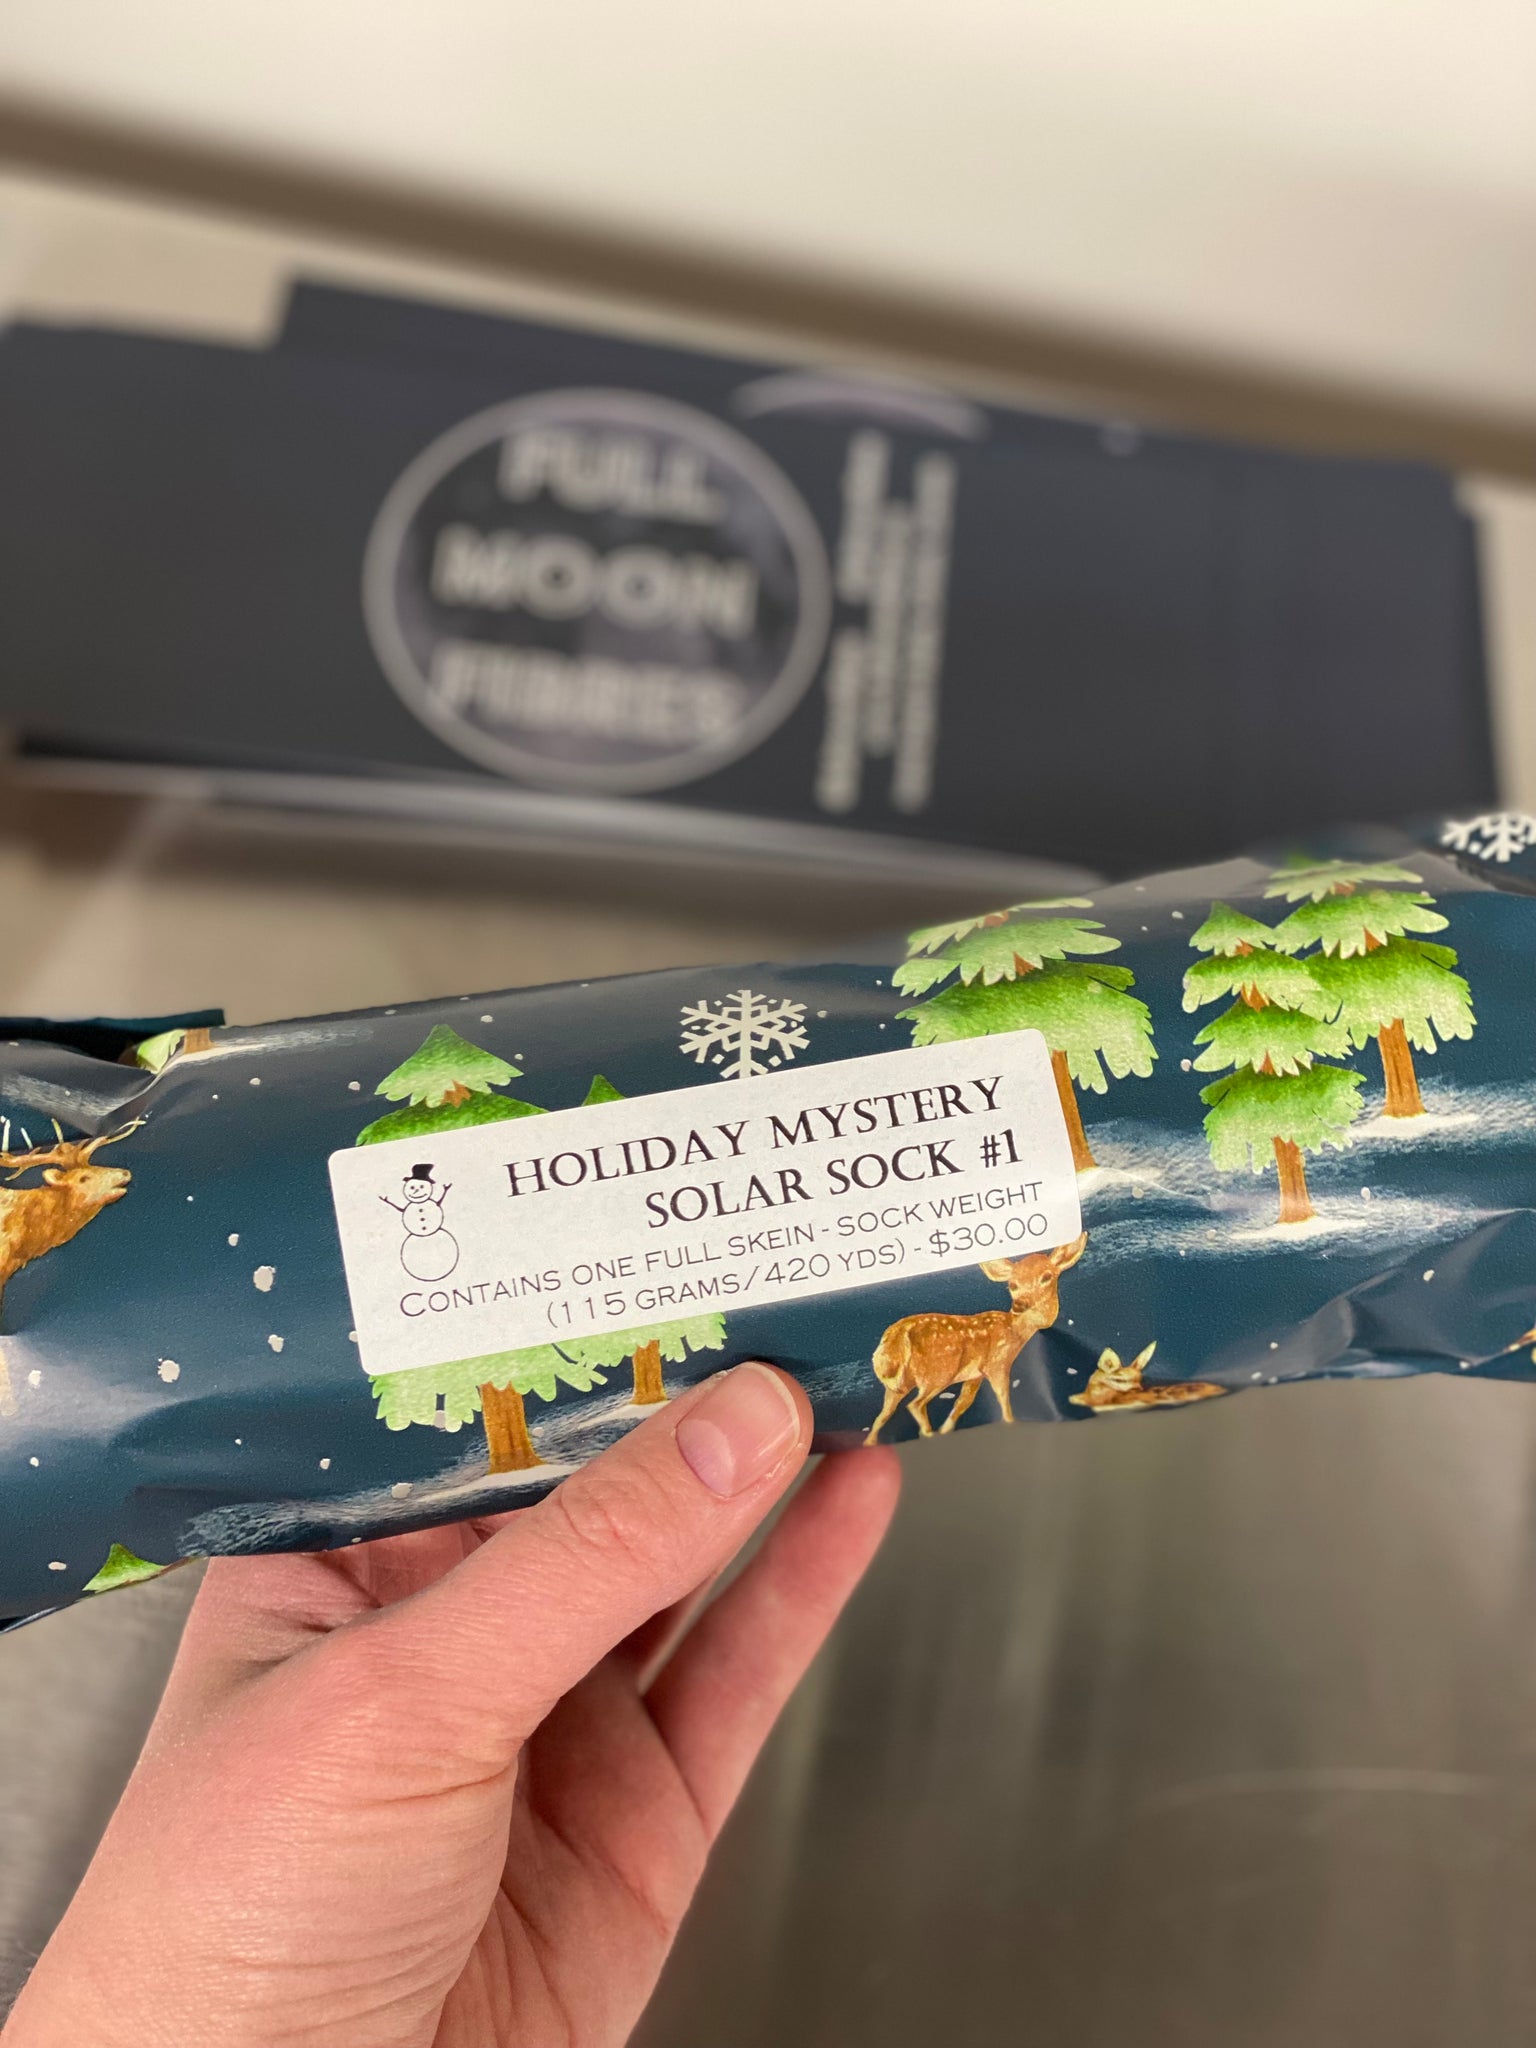 FULL
MOON
FIBRES
HOLIDAY MYSTERY
SOLAR SOCK #1
CONTAINS ONE FULL SKEIN - SOCK WEIGHT
(115 GRAMS/420 YDS) - $30.00